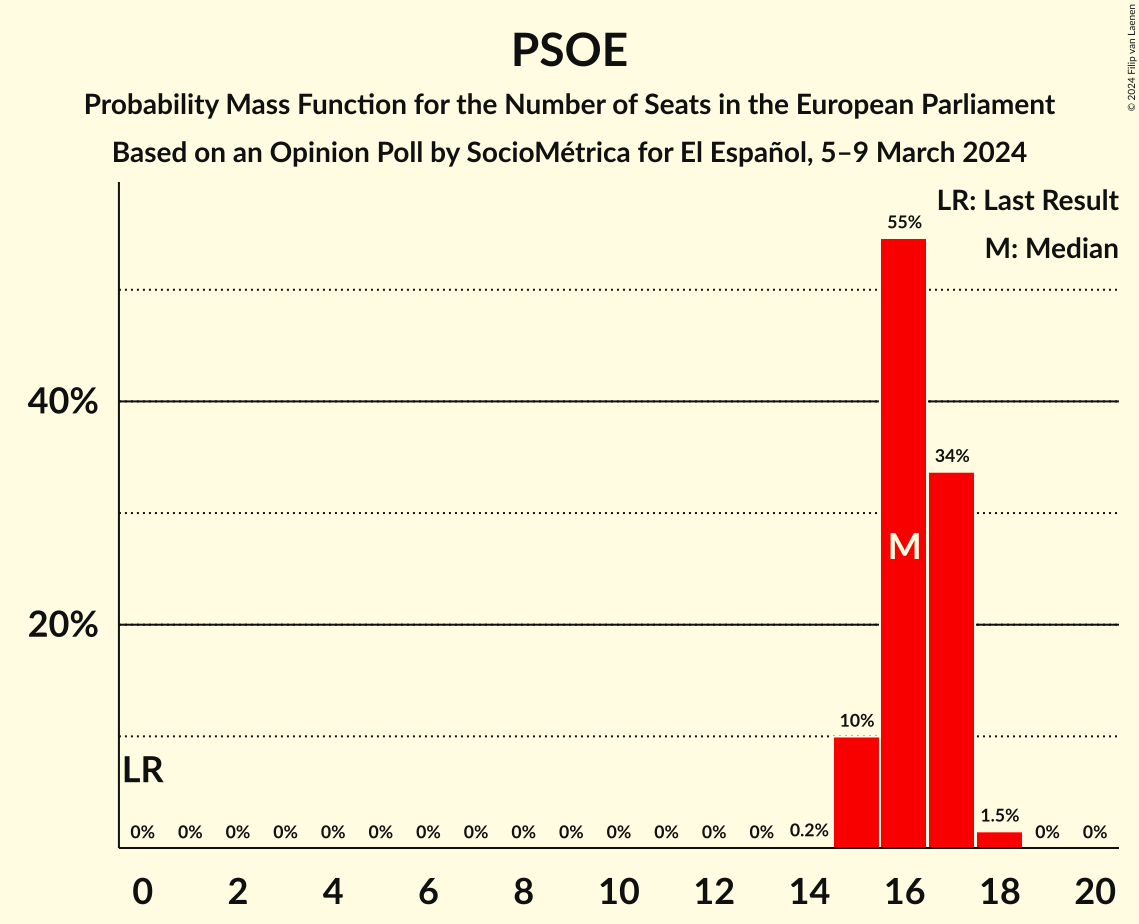 PSOE
Probability Mass Function for the Number of Seats in the European Parliament
Based on an Opinion Poll by SocioMétrica for El Español, 5–9 March 2024
© 2024 Filip van Laenen
LR: Last Result
M: Median
55%
40%
34%
M
20%
10%
LR
1.5%
0% 0% 0% 0% 0% 0% 0% 0% 0% 0% 0% 0% 0% 0% 0.2% 0% 0%
0 2 4 6 8 10 12 14 16 18 20